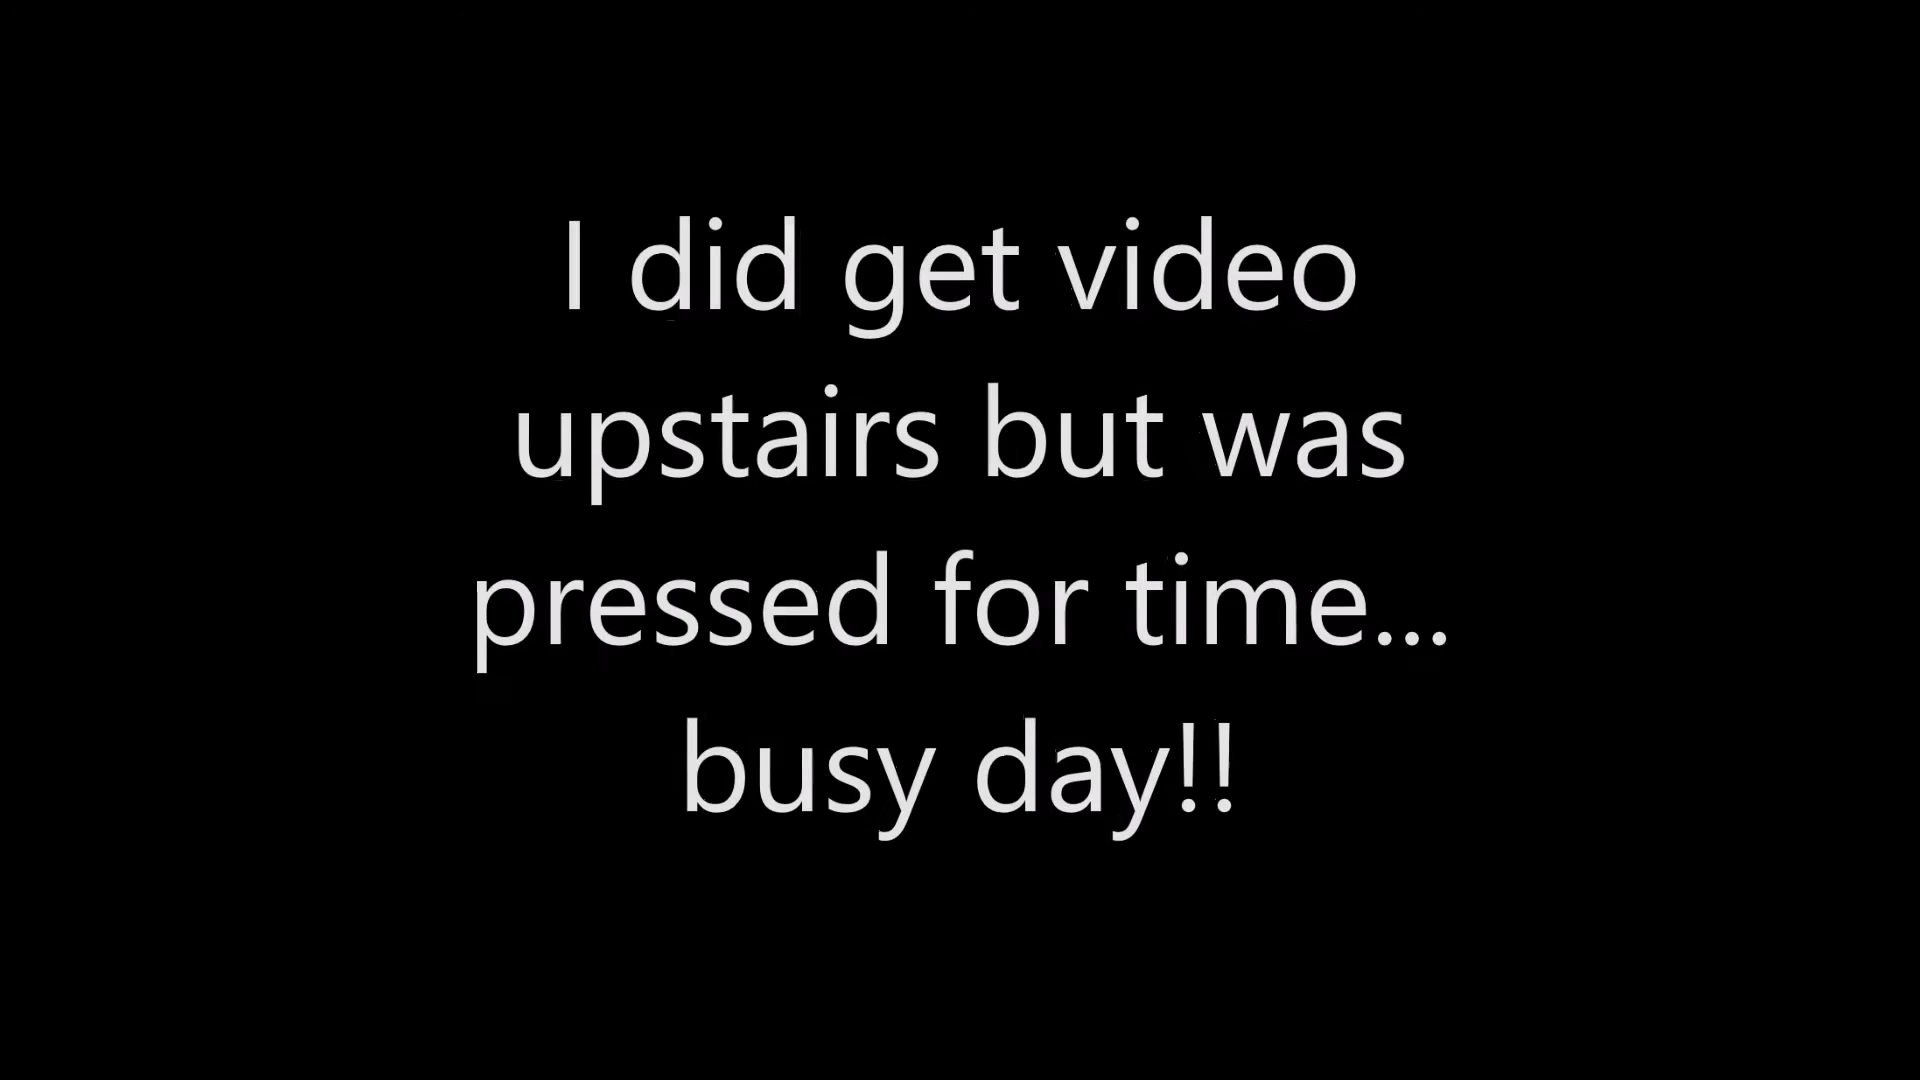 I did get video
upstairs but was
pressed for time...
busy day!!